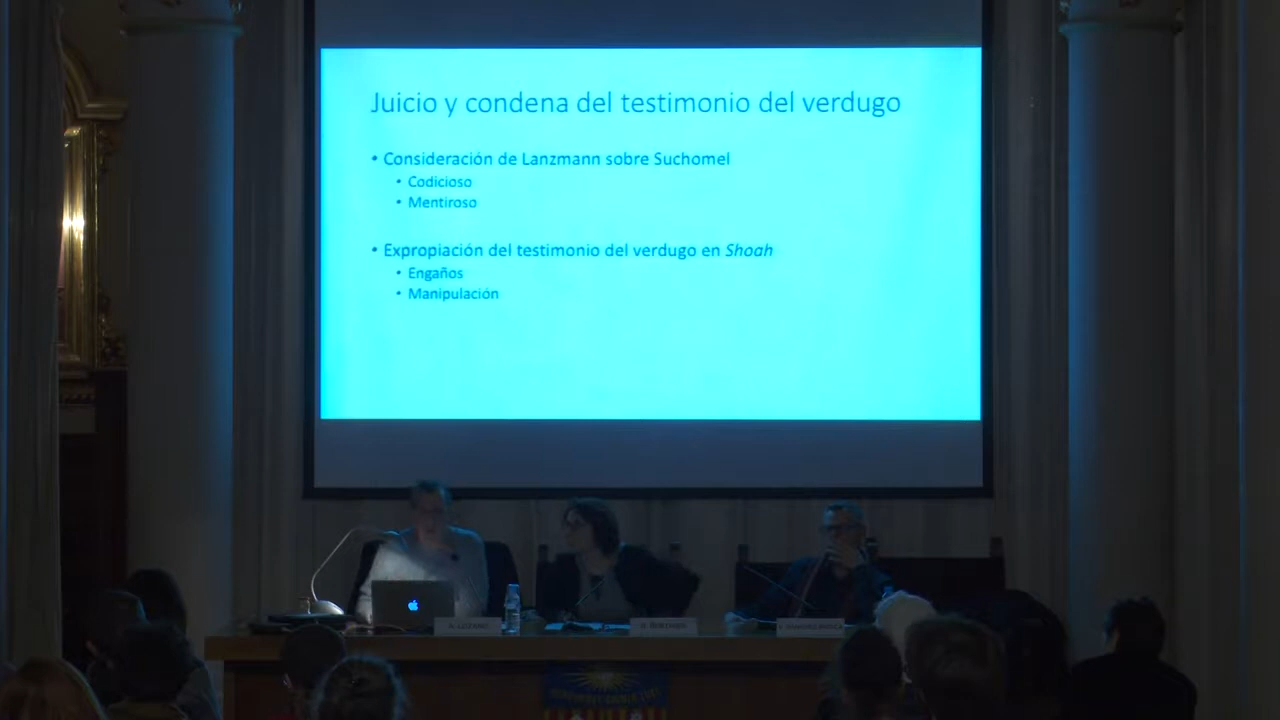 Juicio y condena del testimonio del verdugo
• Consideración de Lanzmann sobre Suchomel
• Codicioso
• Mentiroso
• Expropiación del testimonio del verdugo en Shoah
• Engaños
• Manipulación
A. LOZANO